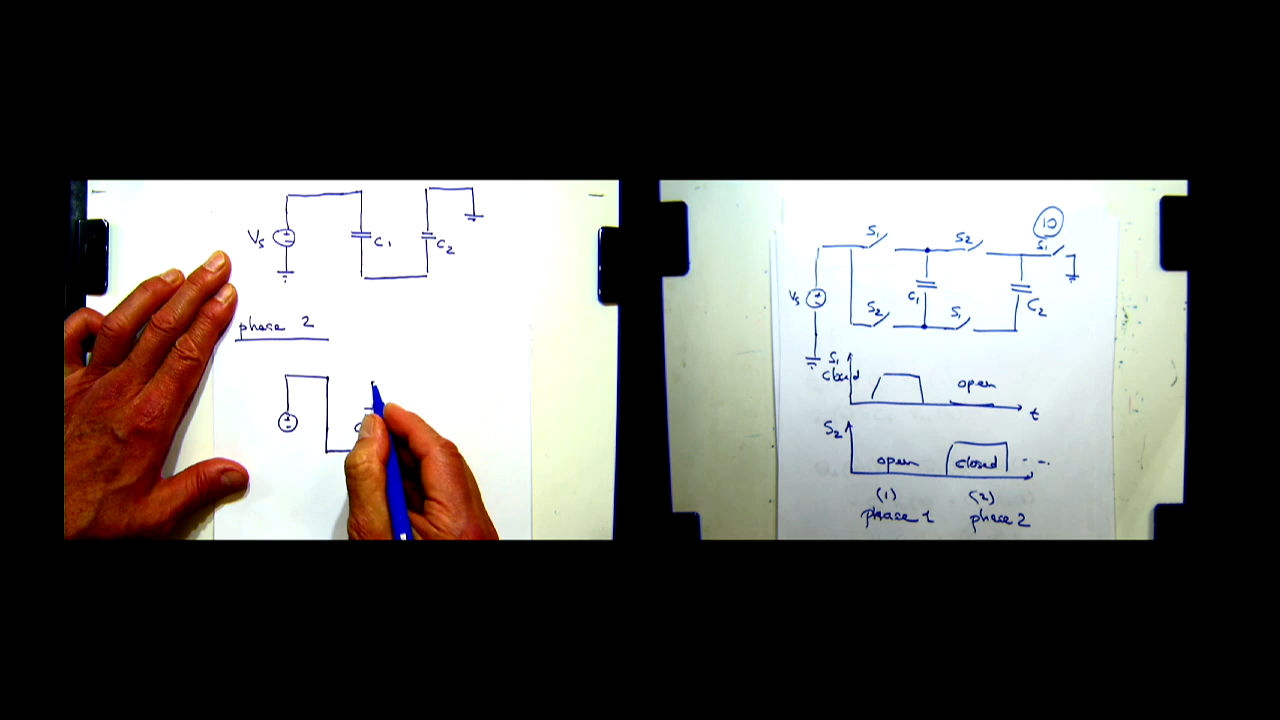 Vs
C1
C2
phase 2
C
10
S1
S2
S1
Vs
C1
C2
S2
S1
S1
closed
open
t
S2
open
closed
(1)
(2)
phase 1
phase 2